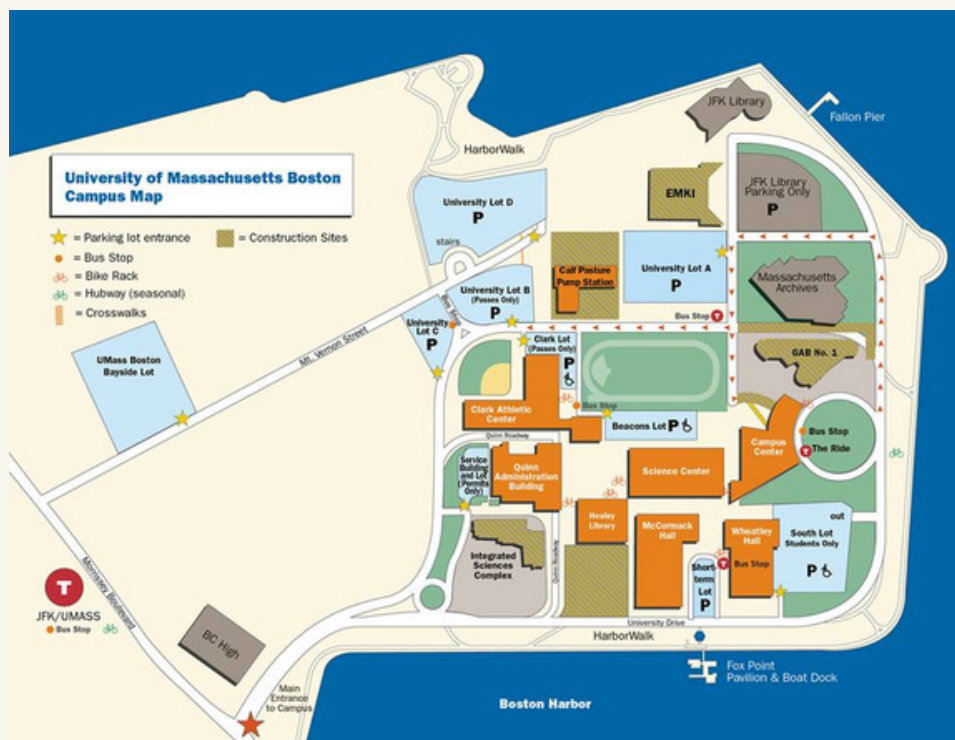 University of Massachusetts Boston
Campus Map
= Parking lot entrance
= Construction Sites
= Bus Stop
= Bike Rack
= Hubway (seasonal)
= Crosswalks
JFK Library
Fallon Pier
HarborWalk
EMKI
JFK Library
Parking Only
P
University Lot D
P
stairs
Calf Pasture
Pump Station
University Lot A
P
Massachusetts
Archives
University
Lot B
(Passes Only)
P
Bus Stop
Bus Stop
T
University
Lot C
P
Mt. Vernon Street
UMass Boston
Bayside Lot
Clark Lot
(Passes Only)
P
GAB No. 1
Clark Athletic
Center
Bus Stop
Beacons Lot P
Quinn Roadway
Campus
Center
Bus Stop
T
The Ride
Service
Building
and Lot
(Permits
Only)
Quinn
Administration
Building
Science Center
Healey
Library
McCormack
Hall
Wheatley
Hall
T
Bus Stop
out
South Lot
Students Only
P
Integrated
Sciences
Complex
Quinn Roadway
Short-
term
Lot
P
Morrissey Boulevard
T
JFK/UMASS
Bus Stop
BC High
University Drive
HarborWalk
Fox Point
Pavilion & Boat Dock
Main
Entrance
to Campus
Boston Harbor